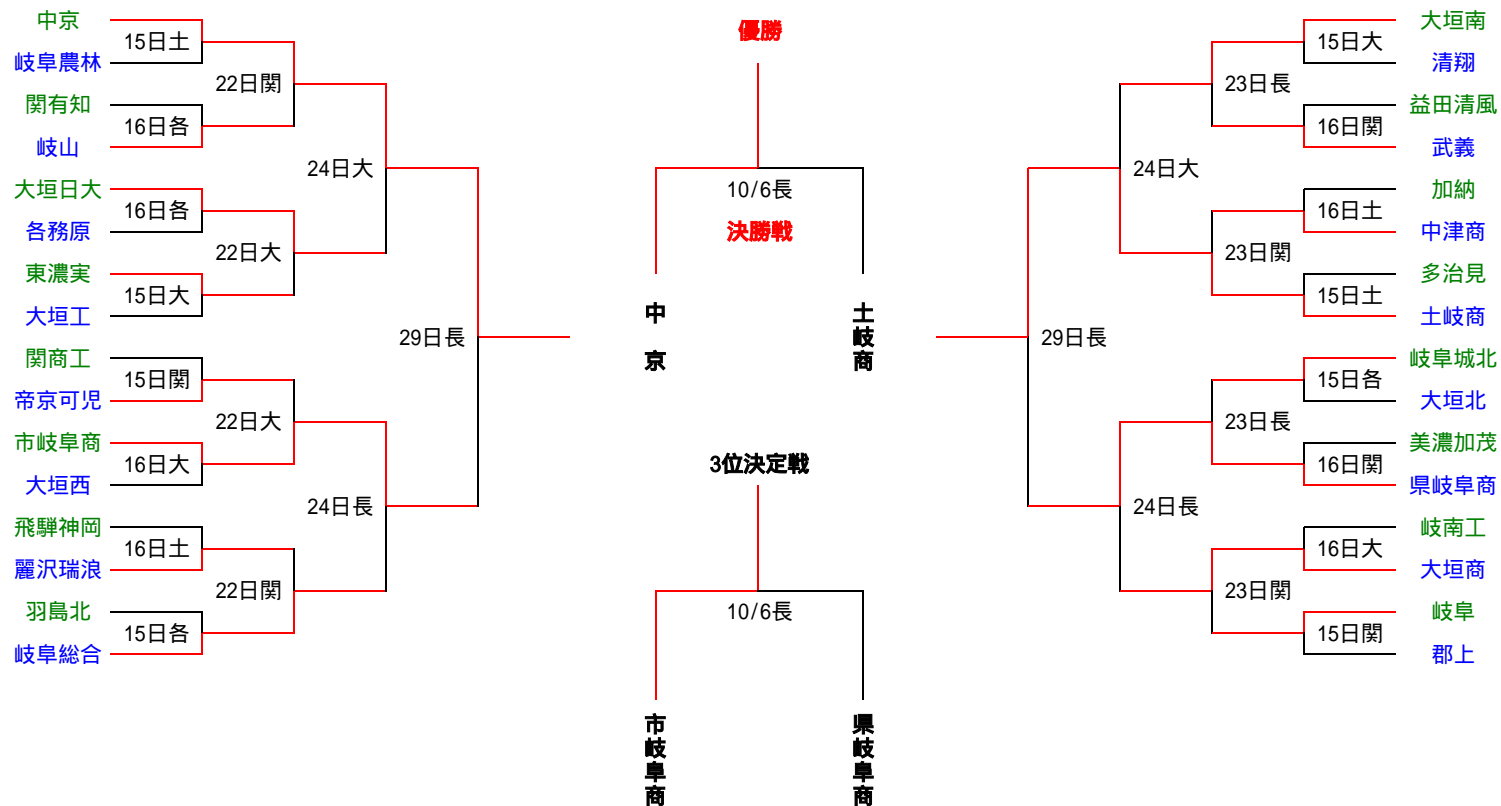 中京
15日土
岐阜農林
22日関
関有知
16日各
岐山
24日大
大垣日大
16日各
各務原
22日大
東濃実
15日大
大垣工
29日長
関商工
15日関
帝京可児
22日大
市岐阜商
16日大
大垣西
24日長
飛騨神岡
16日土
麗沢瑞浪
22日関
羽島北
15日各
岐阜総合
優勝
10/6長
決勝戦
中京
土岐商
3位決定戦
10/6長
市岐阜商
県岐阜商
大垣南
15日大
清翔
23日長
益田清風
16日関
武義
24日大
加納
16日土
中津商
23日関
多治見
15日土
土岐商
29日長
岐阜城北
15日各
大垣北
23日長
美濃加茂
16日関
県岐阜商
24日長
岐南工
16日大
大垣商
23日関
岐阜
15日関
郡上